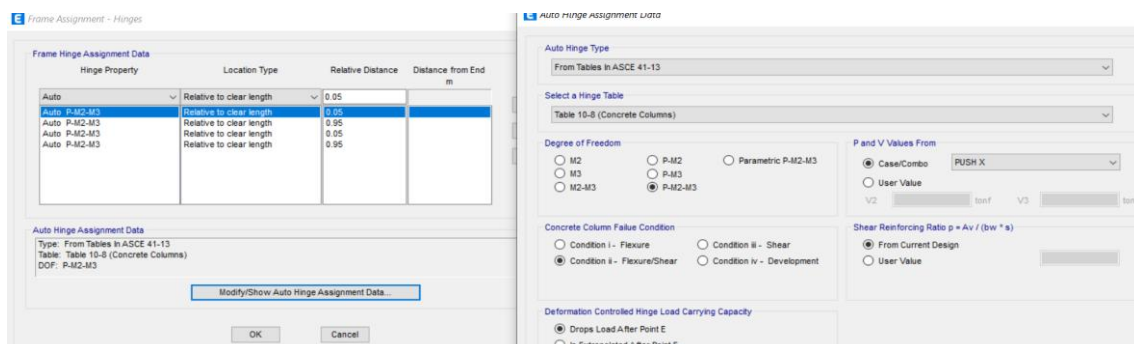 Frame Assignment - Hinges
Frame Hinge Assignment Data
Hinge Property Location Type Relative Distance Distance from End
m
Auto Relative to clear length 0.05
Auto P-M2-M3 Relative to clear length 0.05
Auto P-M2-M3 Relative to clear length 0.95
Auto P-M2-M3 Relative to clear length 0.05
Auto P-M2-M3 Relative to clear length 0.95
Auto Hinge Assignment Data
Type: From Tables In ASCE 41-13
Table: Table 10-8 (Concrete Columns)
DOF: P-M2-M3
Modify/Show Auto Hinge Assignment Data...
OK Cancel
Auto Hinge Assignment Data
Auto Hinge Type
From Tables In ASCE 41-13
Select a Hinge Table
Table 10-8 (Concrete Columns)
Degree of Freedom
M2 P-M2 Parametric P-M2-M3
M3 P-M3
M2-M3 P-M2-M3
P and V Values From
Case/Combo PUSH X
User Value
V2 tonf V3 ton
Concrete Column Failue Condition
Condition i - Flexure Condition iii - Shear
Condition ii - Flexure/Shear Condition iv - Development
Shear Reinforcing Ratio p = Av / (bw * s)
From Current Design
User Value
Deformation Controlled Hinge Load Carrying Capacity
Drops Load After Point E
Is Extrapolated After Point E